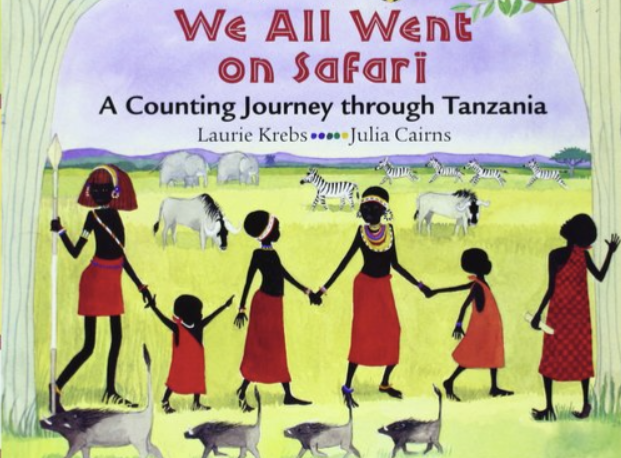 We All Went
on Safari
A Counting Journey through Tanzania
Laurie Krebs Julia Cairns